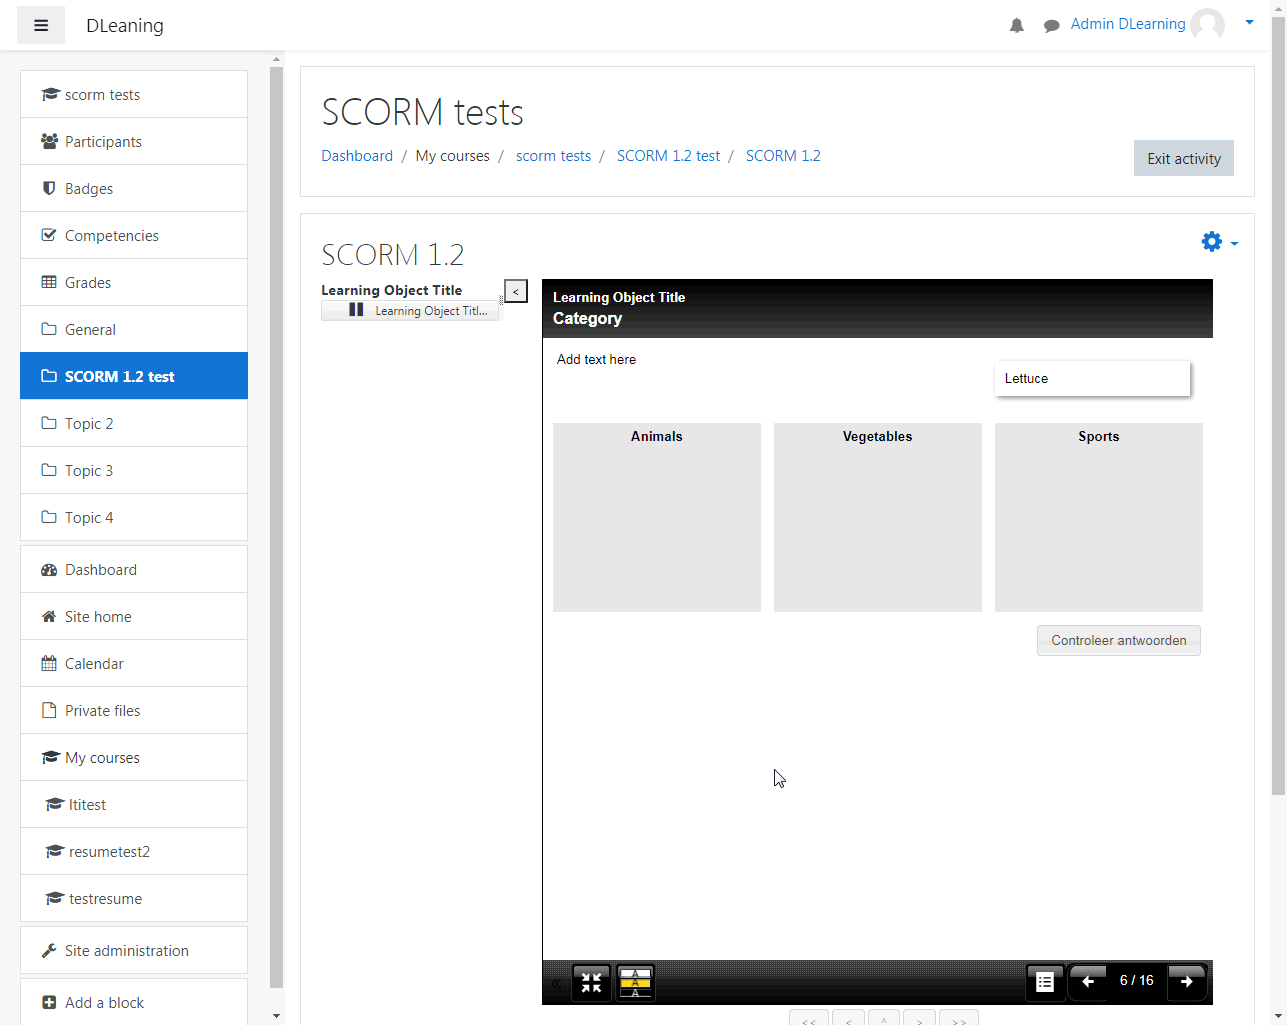 DLeaning
Admin DLearning
scorm tests
Participants
Badges
Competencies
Grades
General
SCORM 1.2 test
Topic 2
Topic 3
Topic 4
Dashboard
Site home
Calendar
Private files
My courses
ltitest
resumetest2
testresume
Site administration
Add a block
SCORM tests
Dashboard / My courses / scorm tests / SCORM 1.2 test / SCORM 1.2
Exit activity
SCORM 1.2
Learning Object Title
<
Learning Object Titl...
Learning Object Title
Category
Add text here
Lettuce
Animals
Vegetables
Sports
Controleer antwoorden
«
A
A
A
6 / 16
<< < ^ > >>